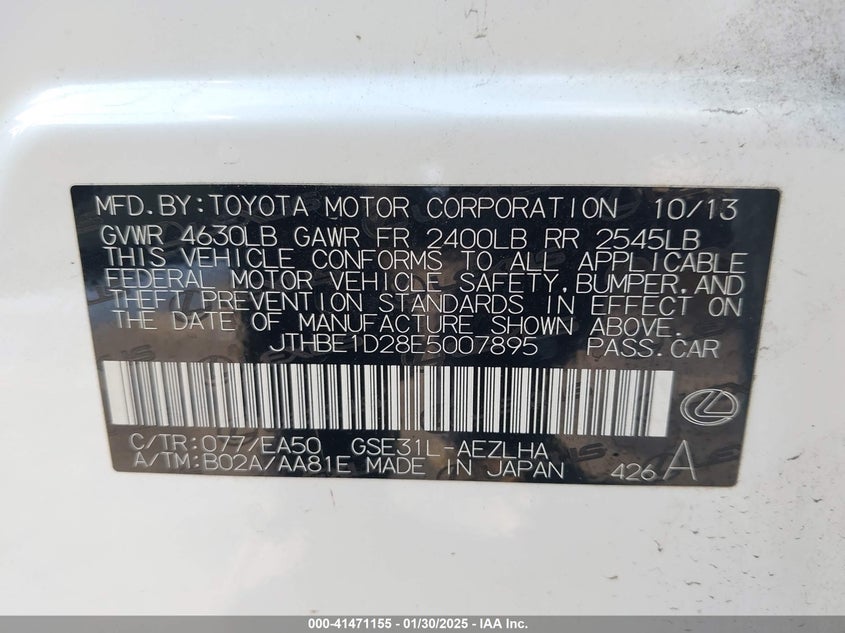 MFD.BY:TOYOTA MOTOR CORPORATION 10/13
GVWR 4630LB GAWR FR 2400LB RR 2545LB
THIS VEHICLE CONFORMS TO ALL APPLICABLE
FEDERAL MOTOR VEHICLE SAFETY,BUMPER,AND
THEFT PREVENTION STANDARDS IN EFFECT ON
THE DATE OF MANUFACTURE SHOWN ABOVE.
JTHBE1D28E5007895 PASS.CAR
C/TR:077/EA50 GSE31L-AEZLHA
A/TM:B02A/AA81E MADE IN JAPAN 426 A
000-41471155 - 01/30/2025 - IAA Inc.